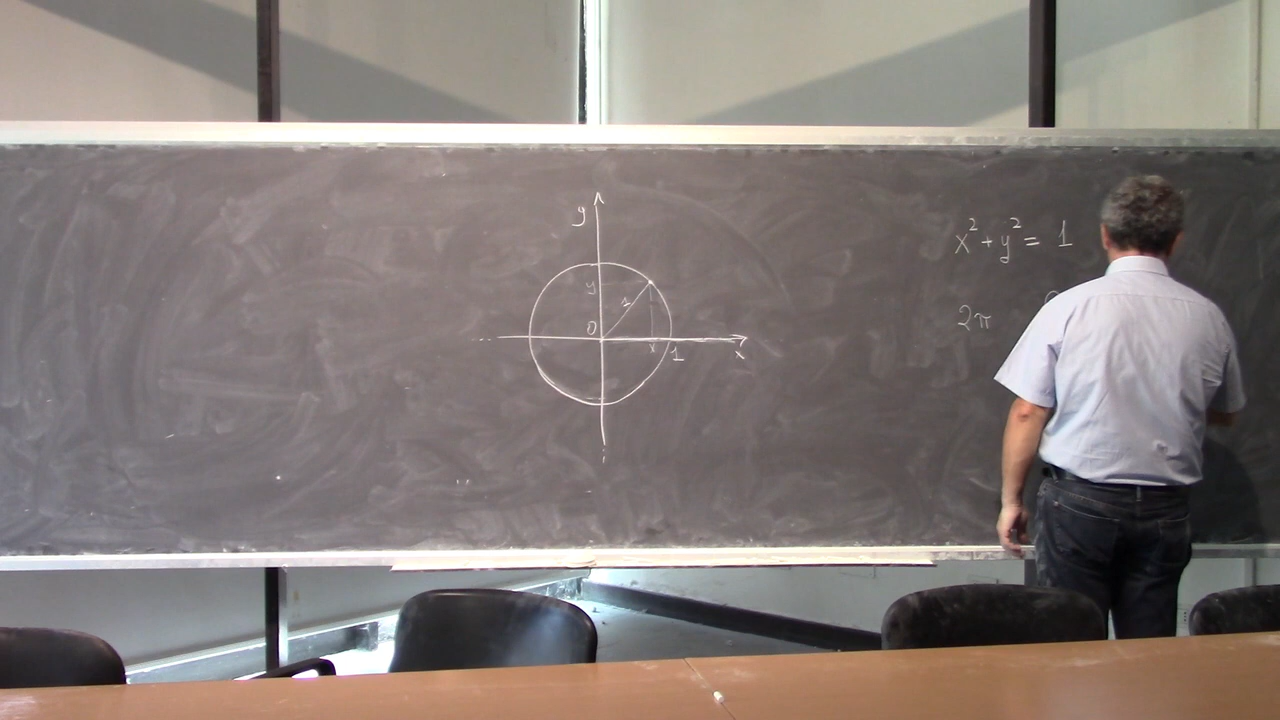 y
y
1
0
x
1
x
x² + y² = 1
2π